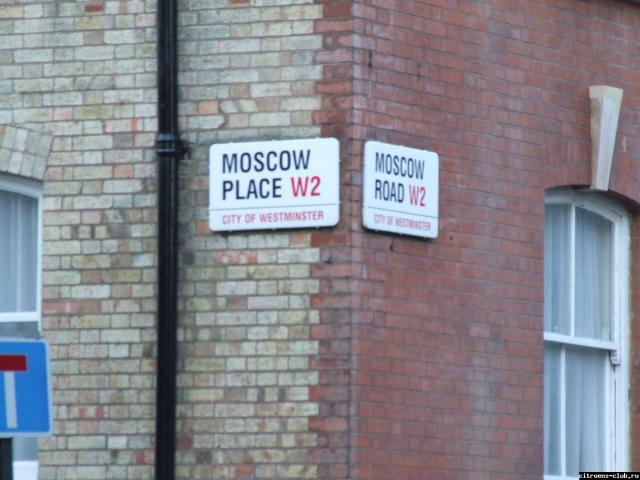 MOSCOW
PLACE W2
CITY OF WESTMINSTER
MOSCOW
ROAD W2
CITY OF WESTMINSTER
citroens-club.ru